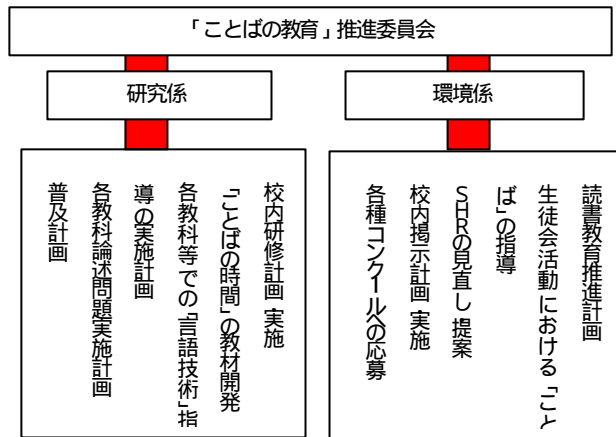 「ことばの教育」推進委員会
研究係
環境係
校内研修計画、実施
「ことばの時間」の教材開発
各教科等での「言語技術」指
導の実施計画
各教科論述問題実施計画
普及計画
読書教育推進計画
生徒会活動における「こと
ば」の指導
SHRの見直し、提案
校内掲示計画、実施
各種コンクールへの応募